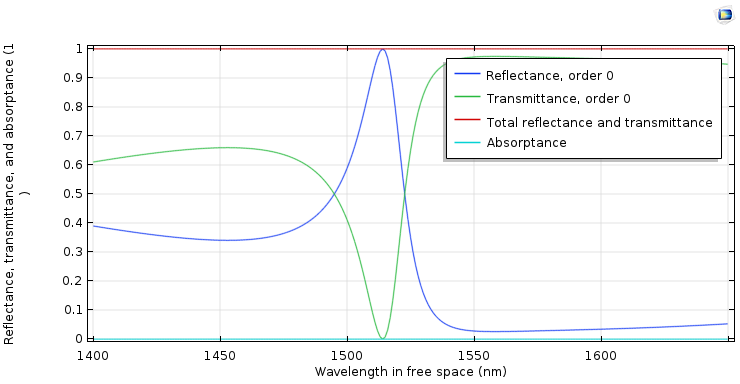 Reflectance, transmittance, and absorptance (1
)
1
0.9
0.8
0.7
0.6
0.5
0.4
0.3
0.2
0.1
0
Reflectance, order 0
Transmittance, order 0
Total reflectance and transmittance
Absorptance
1400 1450 1500 1550 1600
Wavelength in free space (nm)